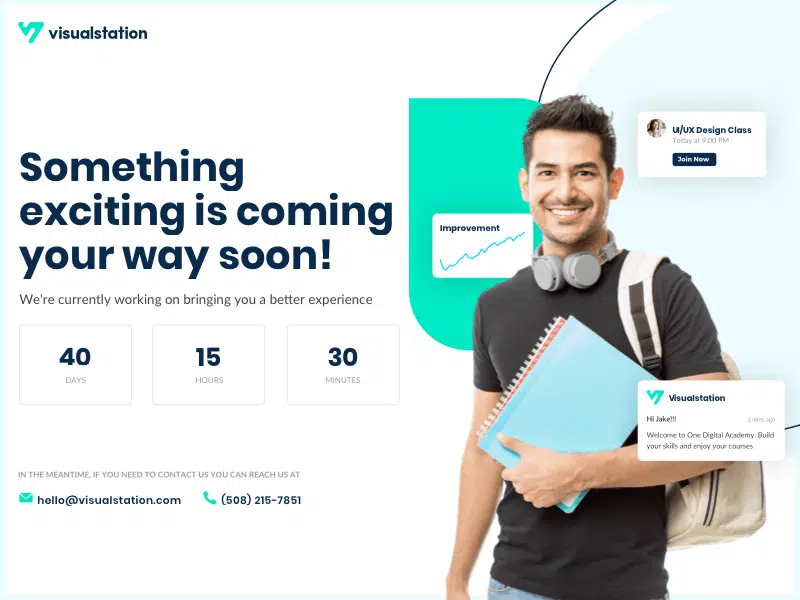 visualstation
Something
exciting is coming
your way soon!
We're currently working on bringing you a better experience
40
DAYS
15
HOURS
30
MINUTES
IN THE MEANTIME, IF YOU NEED TO CONTACT US YOU CAN REACH US AT
hello@visualstation.com
(508) 215-7851
Improvement
UI/UX Design Class
Today at 9:00 PM
Join Now
Visualstation
Hi Jake!!!
2 mins ago
Welcome to One Digital Academy. Build
your skills and enjoy your courses